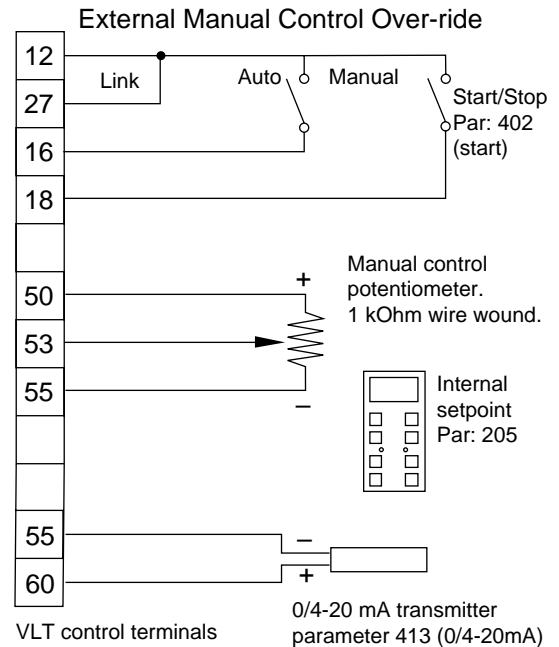 External Manual Control Over-ride
12
Link
Auto
Manual
27
Start/Stop
Par: 402
(start)
16
18
Manual control
potentiometer.
1 kOhm wire wound.
50
+
53
55
–
Internal
setpoint
Par: 205
55
–
60
+
0/4-20 mA transmitter
parameter 413 (0/4-20mA)
VLT control terminals